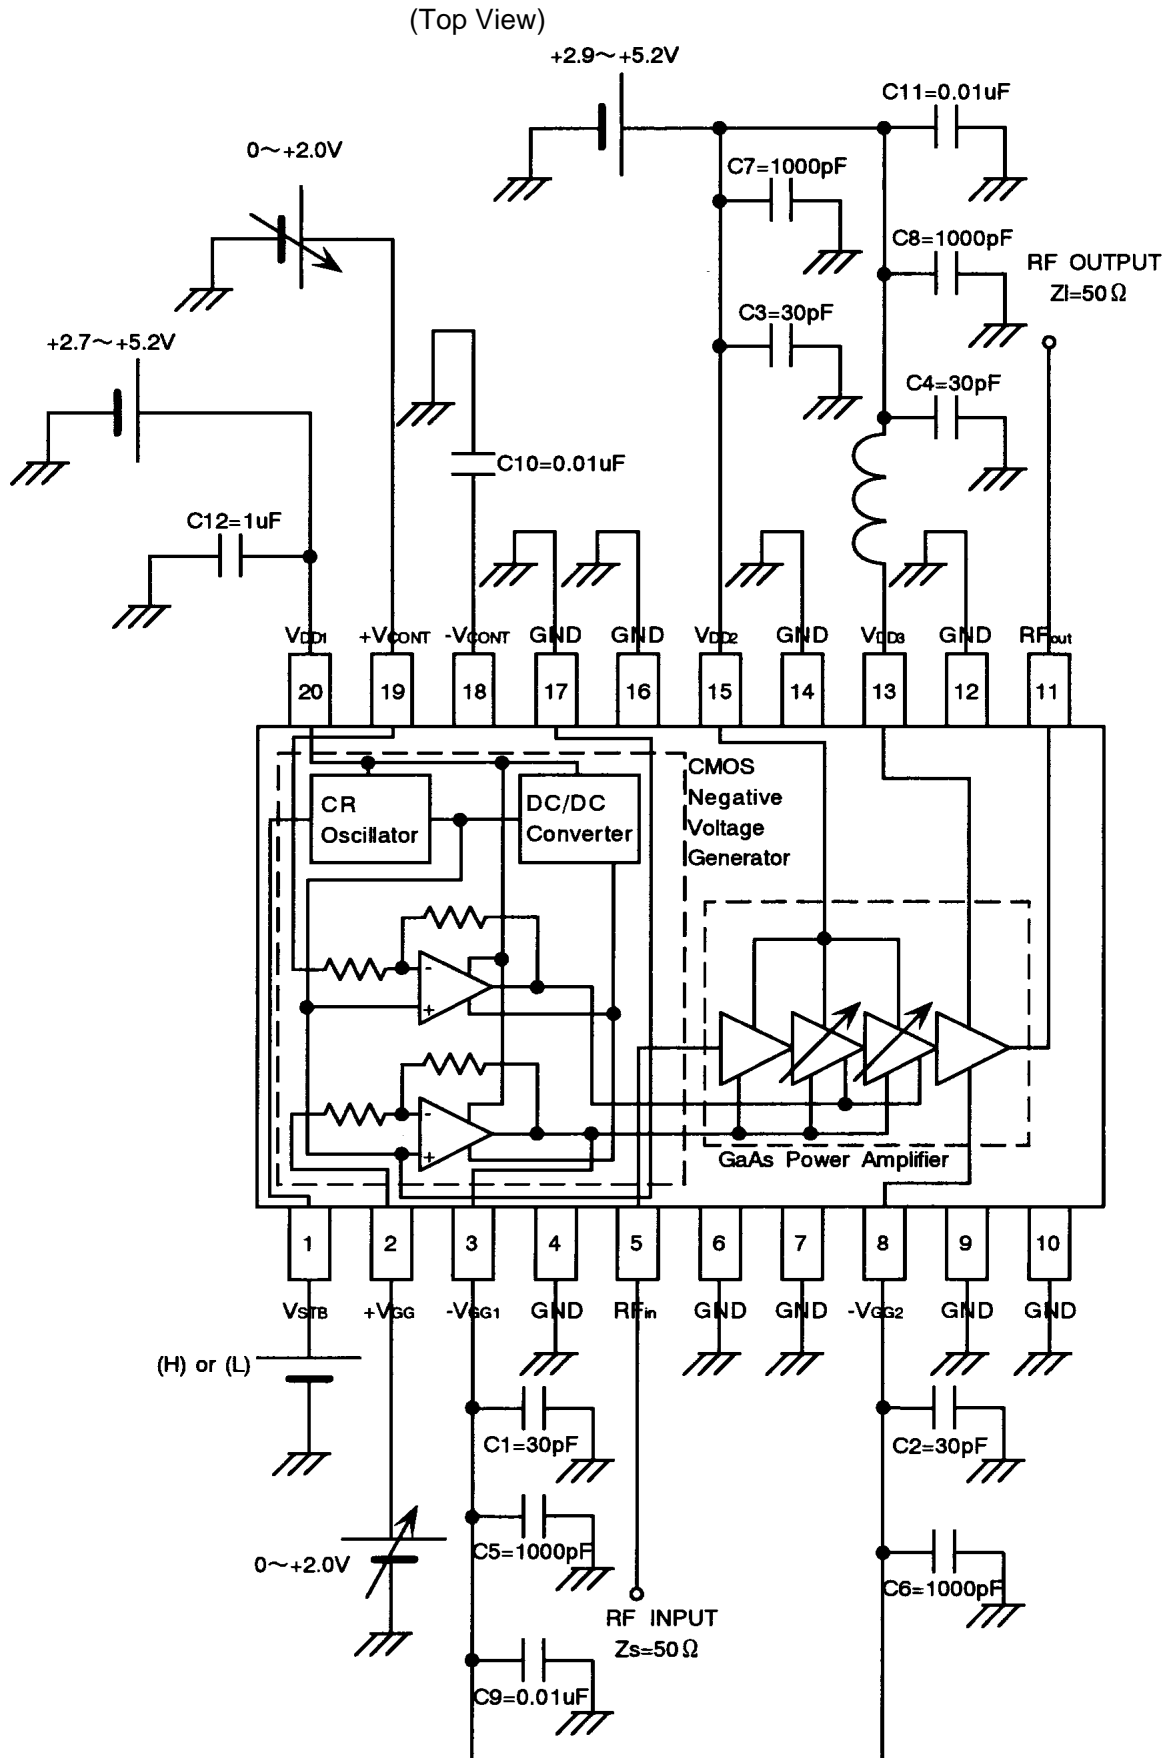 (Top View)
+2.9～+5.2V
C11=0.01uF
0～+2.0V
C7=1000pF
C8=1000pF
RF OUTPUT
Zl=50Ω
+2.7～+5.2V
C3=30pF
C4=30pF
C10=0.01uF
C12=1uF
VDD1 +VCONT -VCONT GND GND VDD2 GND VDD3 GND RFout
20 19 18 17 16 15 14 13 12 11
CMOS
Negative
Voltage
Generator
CR
Oscillator
DC/DC
Converter
- 
+
-
+
GaAs Power Amplifier
1 2 3 4 5 6 7 8 9 10
VSTB +VGG -VGG1 GND RFin GND GND -VGG2 GND GND
(H) or (L)
C1=30pF
C2=30pF
C5=1000pF
0～+2.0V
C6=1000pF
RF INPUT
Zs=50Ω
C9=0.01uF